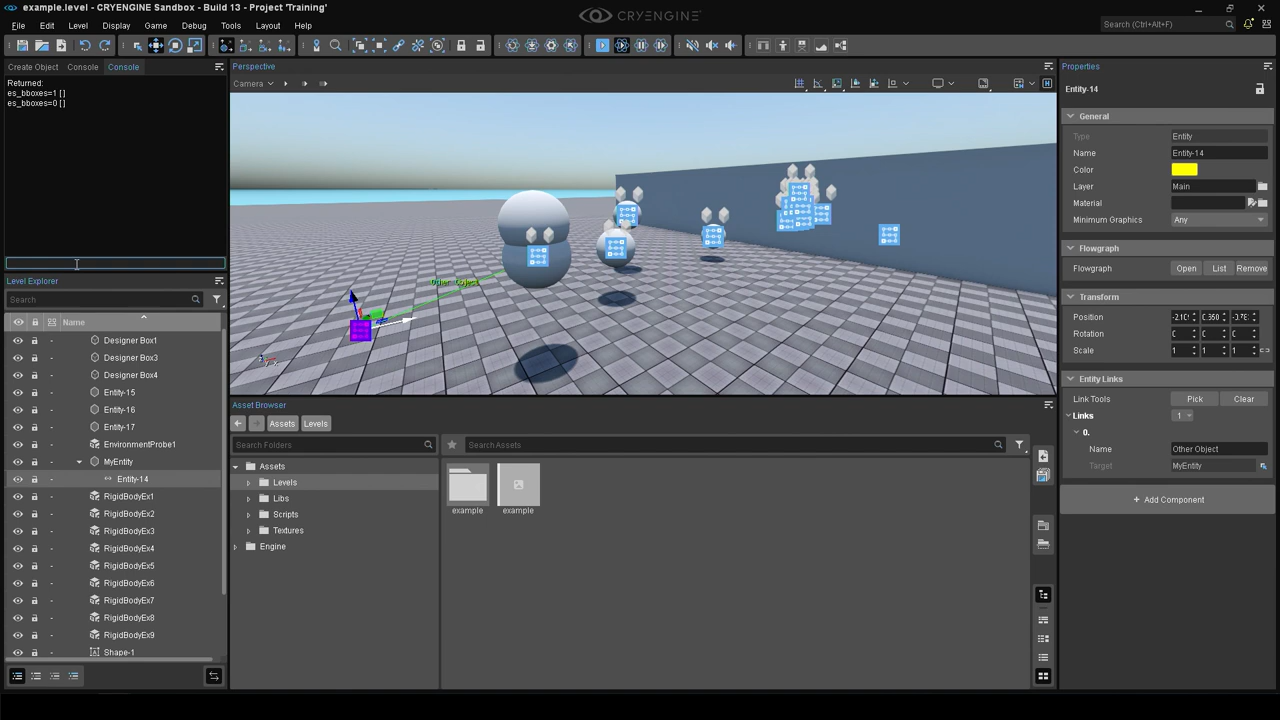 example.level - CRYENGINE Sandbox - Build 13 - Project 'Training'
CRYENGINE
File Edit Level Display Game Debug Tools Layout Help
Search (Ctrl+Alt+F)
Create Object Console Console
Returned:
es_bboxes=1 []
es_bboxes=0 []
Perspective
Camera
Other Object
Level Explorer
Search
Name
Designer Box1
Designer Box3
Designer Box4
Entity-15
Entity-16
Entity-17
EnvironmentProbe1
MyEntity
Entity-14
RigidBodyEx1
RigidBodyEx2
RigidBodyEx3
RigidBodyEx4
RigidBodyEx5
RigidBodyEx6
RigidBodyEx7
RigidBodyEx8
RigidBodyEx9
Shape-1
Asset Browser
Assets Levels
Search Folders
Search Assets
Assets
Levels
Libs
Scripts
Textures
Engine
example
example
Properties
Entity-14
General
Type Entity
Name Entity-14
Color
Layer Main
Material
Minimum Graphics Any
Flowgraph
Flowgraph Open List Remove
Transform
Position
Rotation
Scale 1 1 1
Entity Links
Link Tools Pick Clear
Links 1
0.
Name Other Object
Target MyEntity
Add Component